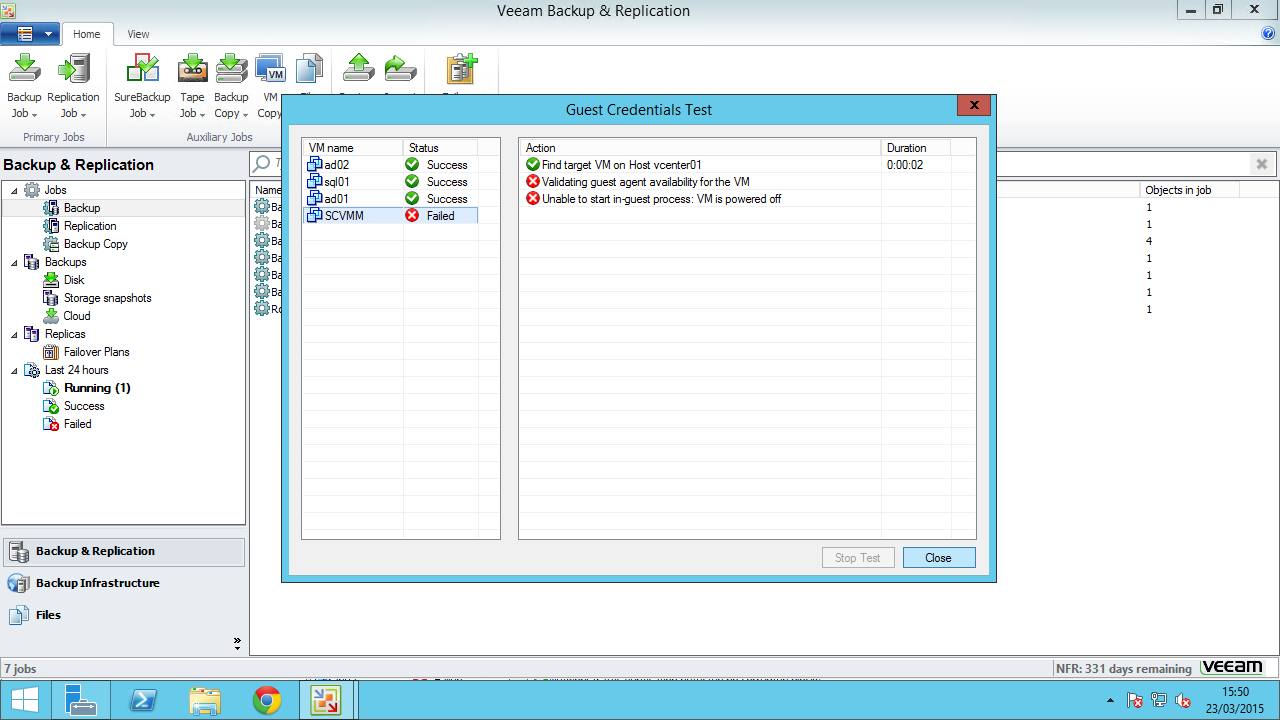 Veeam Backup & Replication
Home View
Backup Job
Replication Job
Primary Jobs
SureBackup Job
Tape Job
Backup Copy
VM Copy
Auxiliary Jobs
VM
Backup & Replication
Jobs
Backup
Replication
Backup Copy
Backups
Disk
Storage snapshots
Cloud
Replicas
Failover Plans
Last 24 hours
Running (1)
Success
Failed
Backup & Replication
Backup Infrastructure
Files
»
Name
Objects in job
1
1
4
1
1
1
1
Guest Credentials Test
VM name Status
ad02 Success
sql01 Success
ad01 Success
SCVMM Failed
Action Duration
Find target VM on Host vcenter01 0:00:02
Validating guest agent availability for the VM
Unable to start in-guest process: VM is powered off
Stop Test Close
7 jobs
NFR: 331 days remaining veeam
15:50
23/03/2015